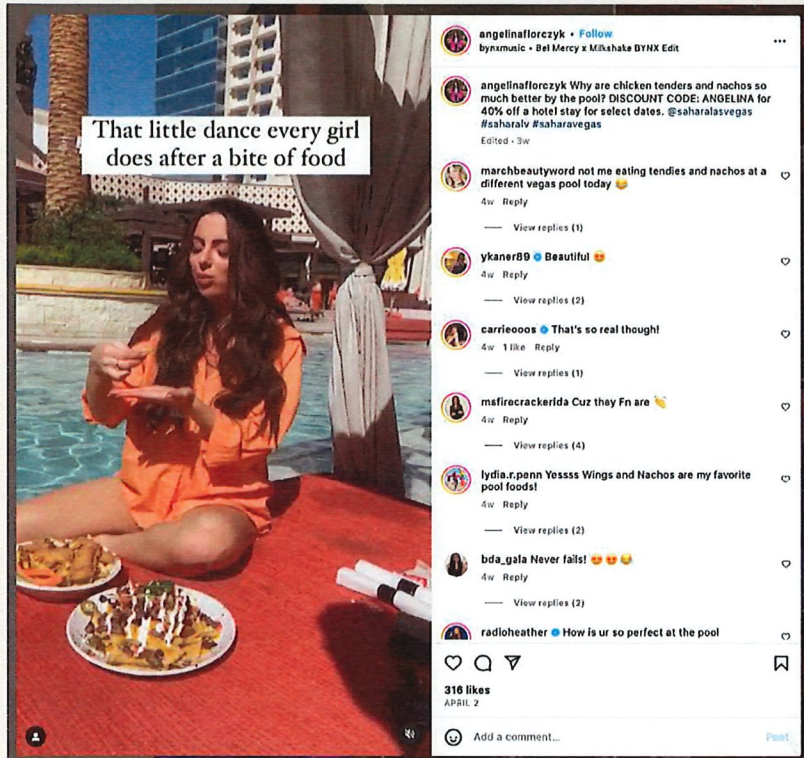 That little dance every girl
does after a bite of food
angelinaflorczyk • Follow
bynxmusic • Bel Mercy x Milkshake BYNX Edit
angelinaflorczyk Why are chicken tenders and nachos so
much better by the pool? DISCOUNT CODE: ANGELINA for
40% off a hotel stay for select dates. @saharalasvegas
#saharalv #saharavegas
Edited • 3w
marchbeautyword not me eating tendies and nachos at a
different vegas pool today 😂
4w Reply
View replies (1)
ykaner89 Beautiful 😍
4w Reply
View replies (2)
carrieooos That's so real though!
4w 1 like Reply
View replies (1)
msfirecrackerlda Cuz they Fn are 👏
4w Reply
View replies (4)
lydia.r.penn Yessss Wings and Nachos are my favorite
pool foods!
4w Reply
View replies (2)
bda_gala Never fails! 😍😍😂
4w Reply
View replies (2)
radioheather How is ur so perfect at the pool
316 likes
APRIL 2
Add a comment...
Post